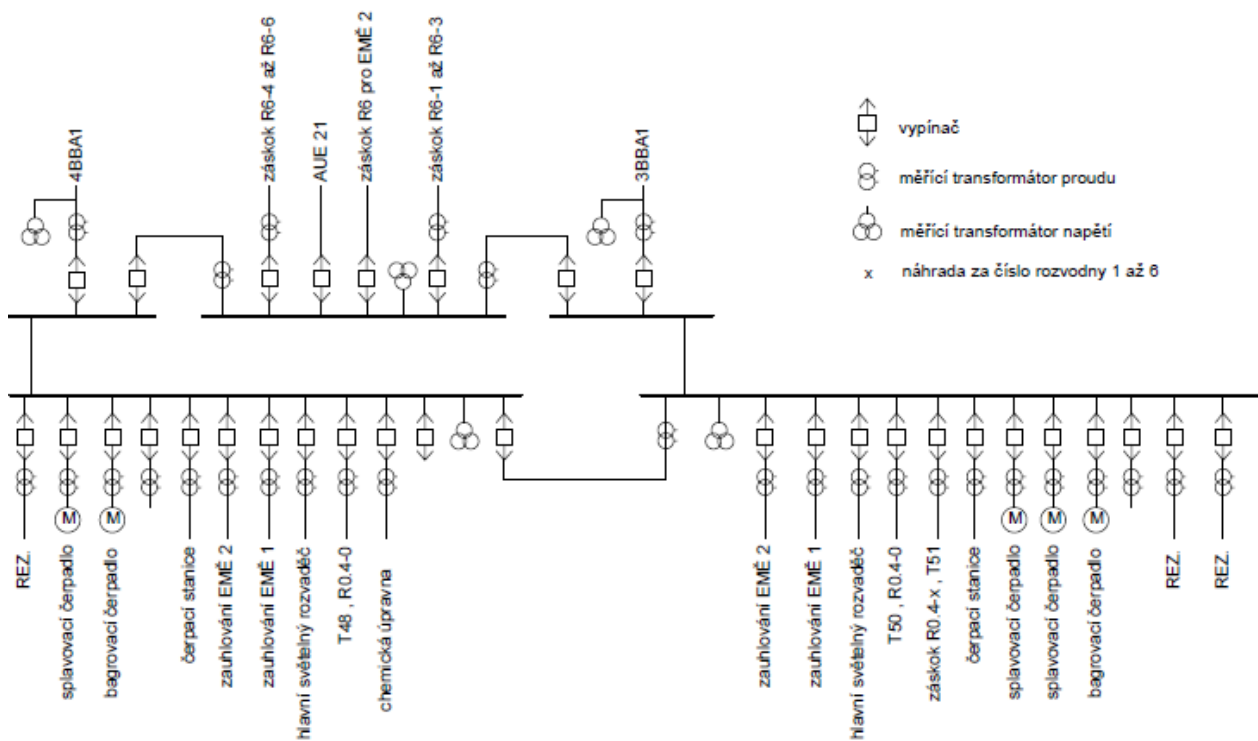 4BBA1
záskok R6-4 až R6-6
AUE 21
záskok R6 pro EMĚ 2
záskok R6-1 až R6-3
3BBA1
vypínač
měřící transformátor proudu
měřící transformátor napětí
x náhrada za číslo rozvodny 1 až 6
REZ.
M
splavovací čerpadlo
M
bagrovací čerpadlo
čerpací stanice
zauhlování EMĚ 2
zauhlování EMĚ 1
hlavní světelný rozvaděč
T48 , R0.4-0
chemická úpravna
zauhlování EMĚ 2
zauhlování EMĚ 1
hlavní světelný rozvaděč
T50 , R0.4-0
záskok R0.4-x , T51
čerpací stanice
M
splavovací čerpadlo
M
splavovací čerpadlo
M
bagrovací čerpadlo
REZ.
REZ.